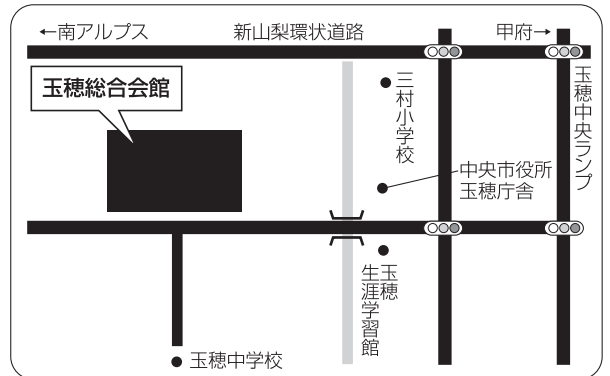 ←南アルプス
新山梨環状道路
甲府→
玉穂総合会館
三村小学校
玉穂中央ランプ
中央市役所
玉穂庁舎
玉穂
生涯学習館
玉穂中学校